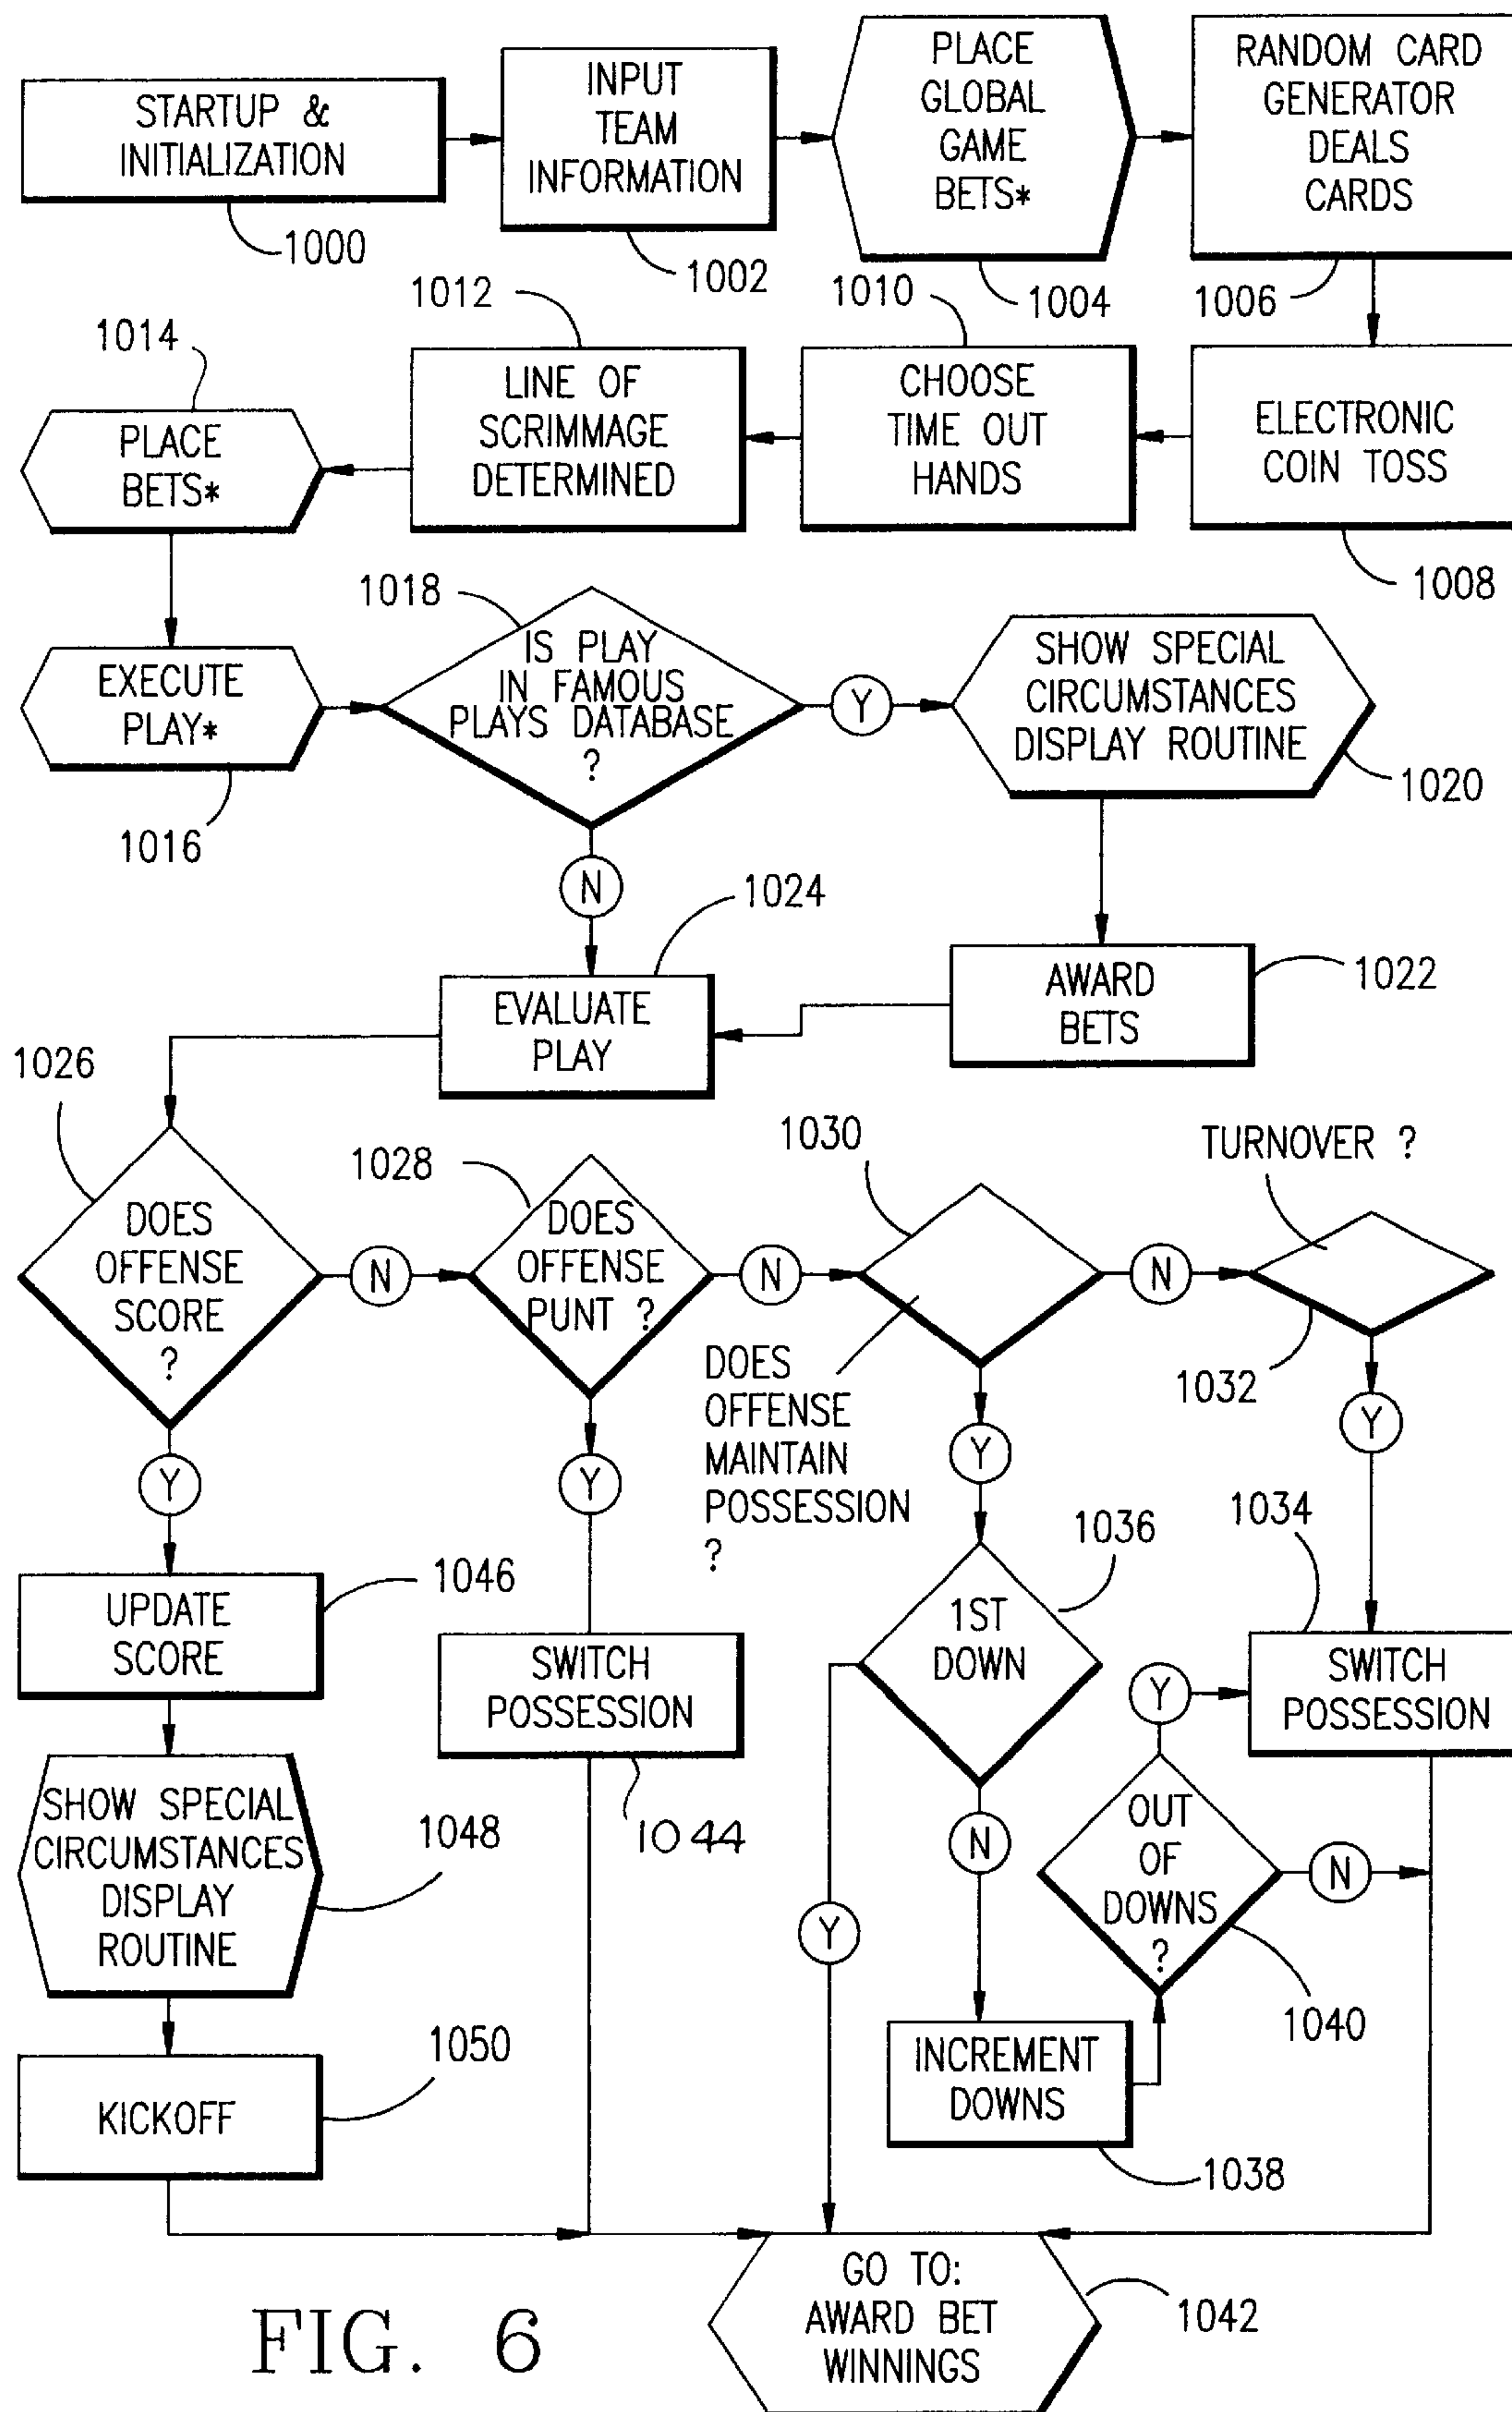 STARTUP &
INITIALIZATION
1000
INPUT
TEAM
INFORMATION
1002
PLACE
GLOBAL
GAME
BETS*
1004
RANDOM CARD
GENERATOR
DEALS
CARDS
1006
ELECTRONIC
COIN TOSS
1008
1010
CHOOSE
TIME OUT
HANDS
1012
LINE OF
SCRIMMAGE
DETERMINED
1014
PLACE
BETS*
EXECUTE
PLAY*
1016
1018
IS PLAY
IN FAMOUS
PLAYS DATABASE
?
Y
SHOW SPECIAL
CIRCUMSTANCES
DISPLAY ROUTINE
1020
N
1024
EVALUATE
PLAY
AWARD
BETS
1022
1026
DOES
OFFENSE
SCORE
?
N
1028
DOES
OFFENSE
PUNT ?
N
1030
DOES
OFFENSE
MAINTAIN
POSSESSION
?
N
TURNOVER ?
1032
Y
Y
Y
Y
1034
SWITCH
POSSESSION
1036
1ST
DOWN
UPDATE
SCORE
1046
SWITCH
POSSESSION
1044
Y
N
Y
OUT
OF
DOWNS
?
N
1040
SHOW SPECIAL
CIRCUMSTANCES
DISPLAY
ROUTINE
1048
INCREMENT
DOWNS
1038
KICKOFF
1050
GO TO:
AWARD BET
WINNINGS
1042
FIG. 6